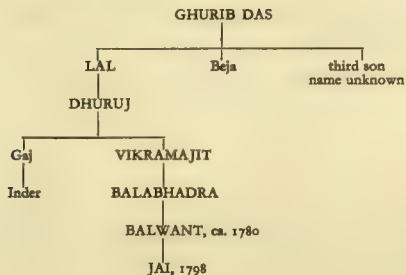 GHURIB DAS
LAL Beja third son
name unknown
DHURUJ
Gaj VIKRAMAJIT
Inder BALABHADRA
BALWANT, ca. 1780
JAI, 1798